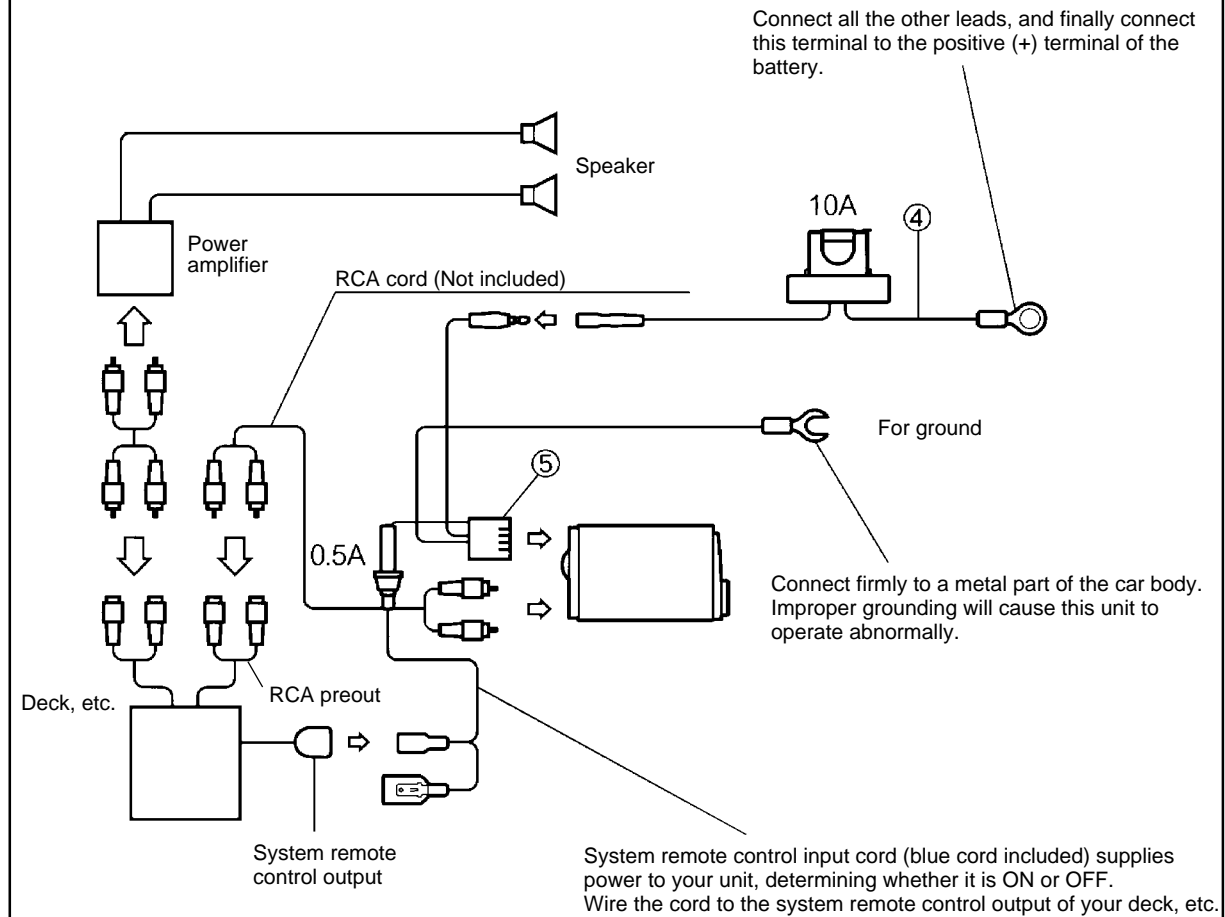 Connect all the other leads, and finally connect
this terminal to the positive (+) terminal of the
battery.
Speaker
10A
④
Power
amplifier
RCA cord (Not included)
For ground
⑤
0.5A
Connect firmly to a metal part of the car body.
Improper grounding will cause this unit to
operate abnormally.
RCA preout
Deck, etc.
System remote
control output
System remote control input cord (blue cord included) supplies
power to your unit, determining whether it is ON or OFF.
Wire the cord to the system remote control output of your deck, etc.